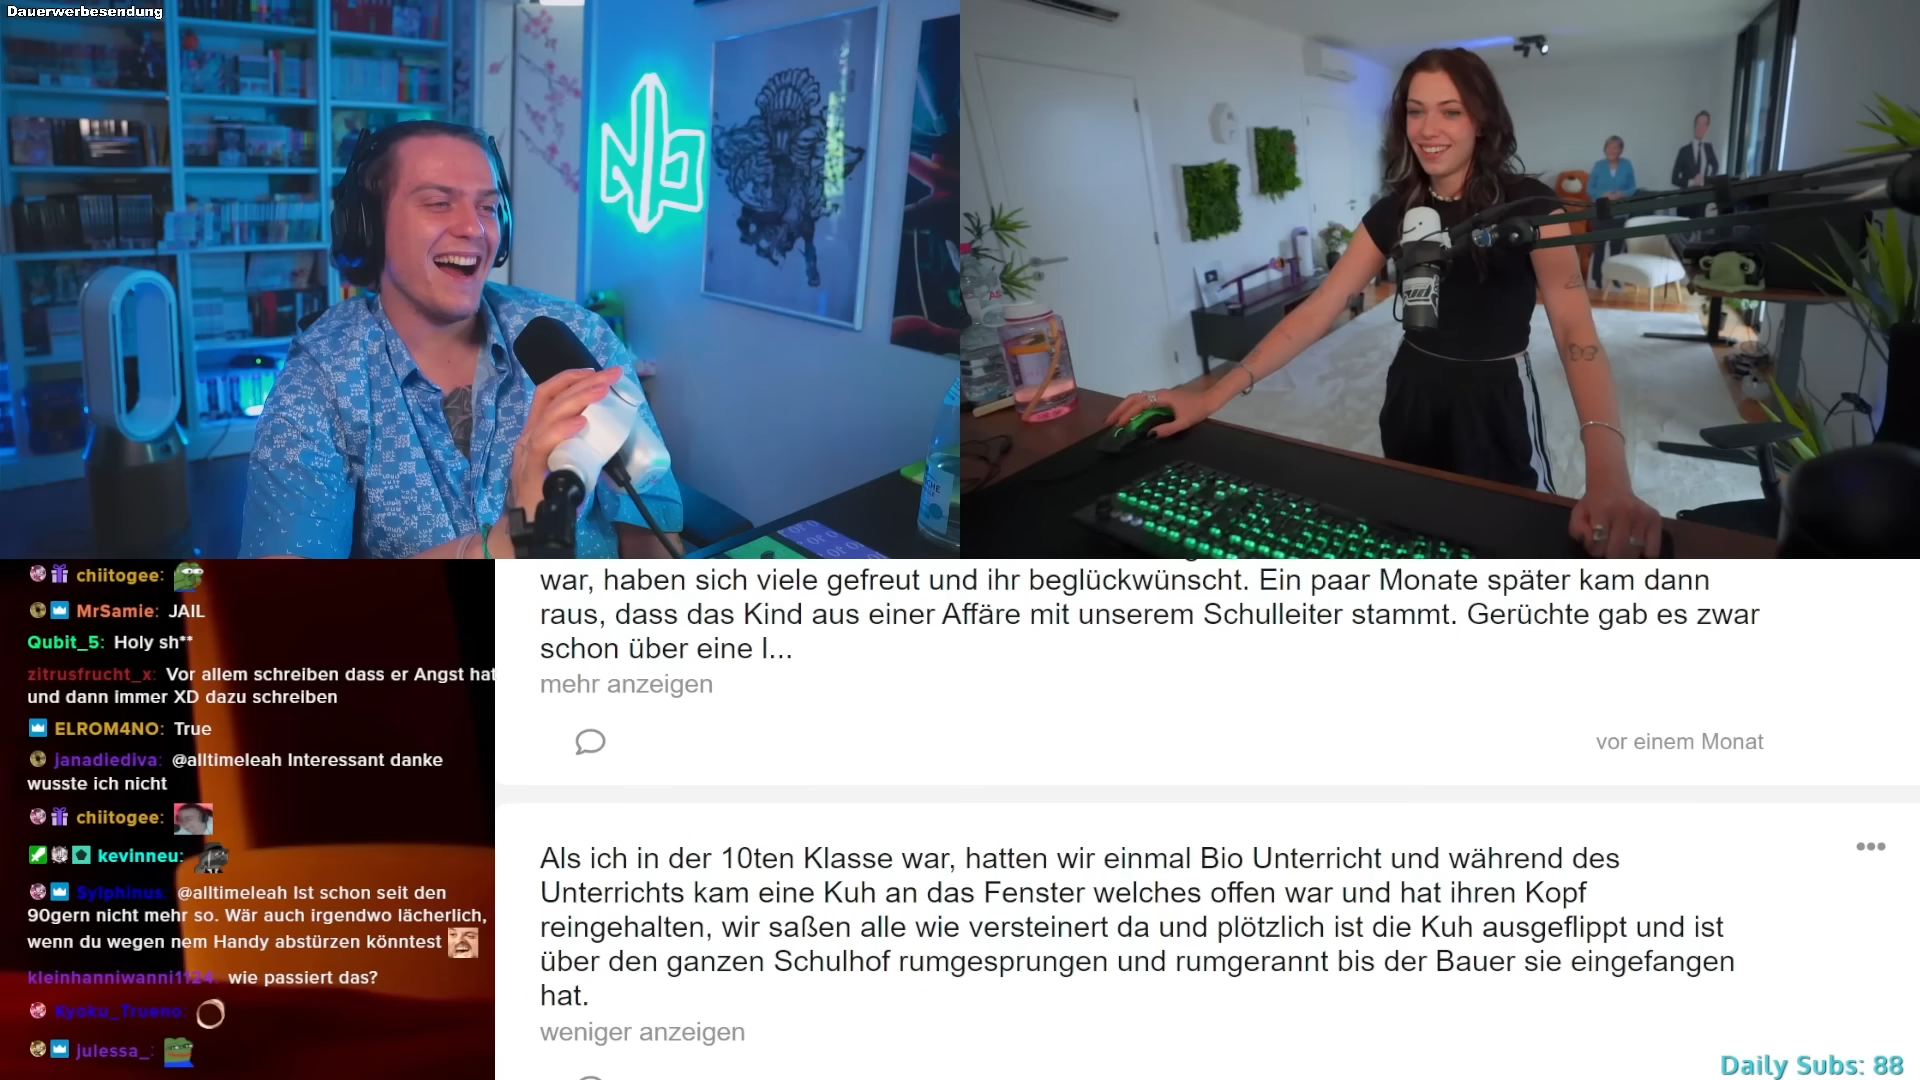 Dauerwerbesendung
chiitogee:
MrSamie: JAIL
Qubit_5: Holy sh**
zitrusfrucht_x: Vor allem schreiben dass er Angst hat
und dann immer XD dazu schreiben
ELROM4NO: True
janadiediva: @alltimeleah Interessant danke
wusste ich nicht
chiitogee:
kevinneu:
Sylphinus: @alltimeleah Ist schon seit den
90gern nicht mehr so. Wär auch irgendwo lächerlich,
wenn du wegen nem Handy abstürzen könntest
kleinhanniwanni1124: wie passiert das?
Kyoku_Trueno:
julessa_:
war, haben sich viele gefreut und ihr beglückwünscht. Ein paar Monate später kam dann
raus, dass das Kind aus einer Affäre mit unserem Schulleiter stammt. Gerüchte gab es zwar
schon über eine l...
mehr anzeigen
vor einem Monat
Als ich in der 10ten Klasse war, hatten wir einmal Bio Unterricht und während des
Unterrichts kam eine Kuh an das Fenster welches offen war und hat ihren Kopf
reingehalten, wir saßen alle wie versteinert da und plötzlich ist die Kuh ausgeflippt und ist
über den ganzen Schulhof rumgesprungen und rumgerannt bis der Bauer sie eingefangen
hat.
weniger anzeigen
Daily Subs: 88